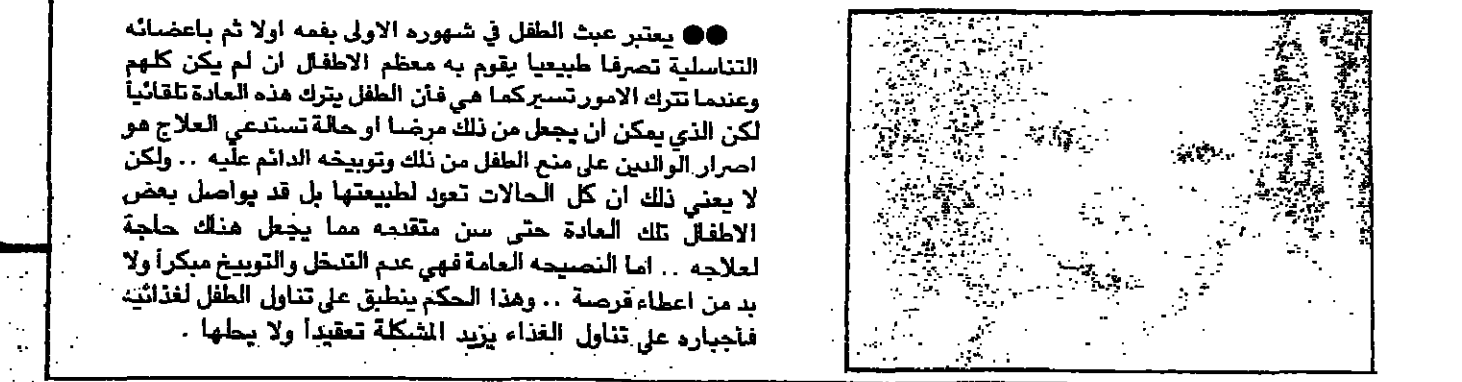 ●● يعتبر عبث الطفل في شهوره الاولى بفمه اولا ثم باعضائه
التناسلية تصرفا طبيعيا يقوم به معظم الاطفال ان لم يكن كلهم
وعندما تترك الامور تسير كما هي فأن الطفل يترك هذه العادة تلقائياً
لكن الذي يمكن ان يجعل من ذلك مرضا او حالة تستدعي العلاج هو
اصرار الوالدين على منع الطفل من ذلك وتوبيخه الدائم عليه .. ولكن
لا يعني ذلك ان كل الحالات تعود لطبيعتها بل قد يواصل بعض
الاطفال تلك العادة حتى سن متقدمه مما يجعل هناك حاجة
لعلاجه .. اما النصيحه العامة فهي عدم التدخل والتوبيخ مبكراً ولا
بد من اعطاء فرصة .. وهذا الحكم ينطبق على تناول الطفل لغذائيه
فأجباره على تناول الغذاء يزيد المشكلة تعقيداً ولا يحلها .